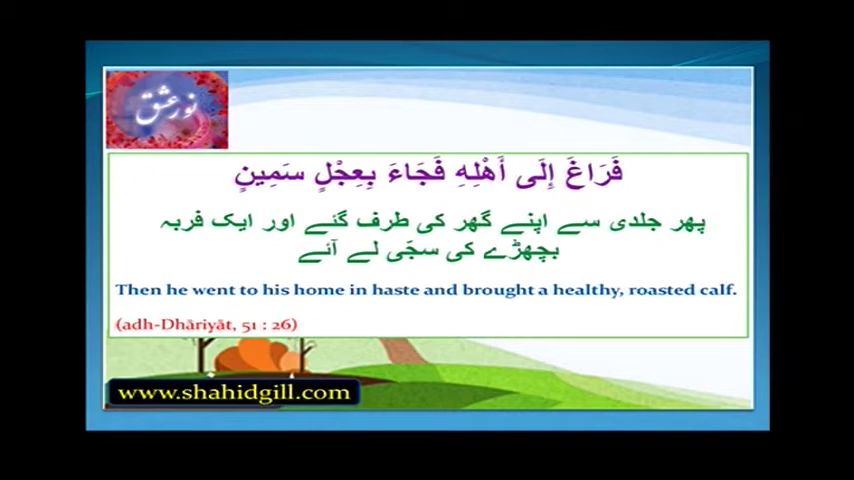 نور عشق
فَرَاغَ إِلَى أَهْلِهِ فَجَاءَ بِعِجْلٍ سَمِينٍ
پھر جلدی سے اپنے گھر کی طرف گئے اور ایک فربہ
بچھڑے کی سجّی لے آئے
Then he went to his home in haste and brought a healthy, roasted calf.
(adh-Dhāriyāt, 51 : 26)
www.shahidgill.com